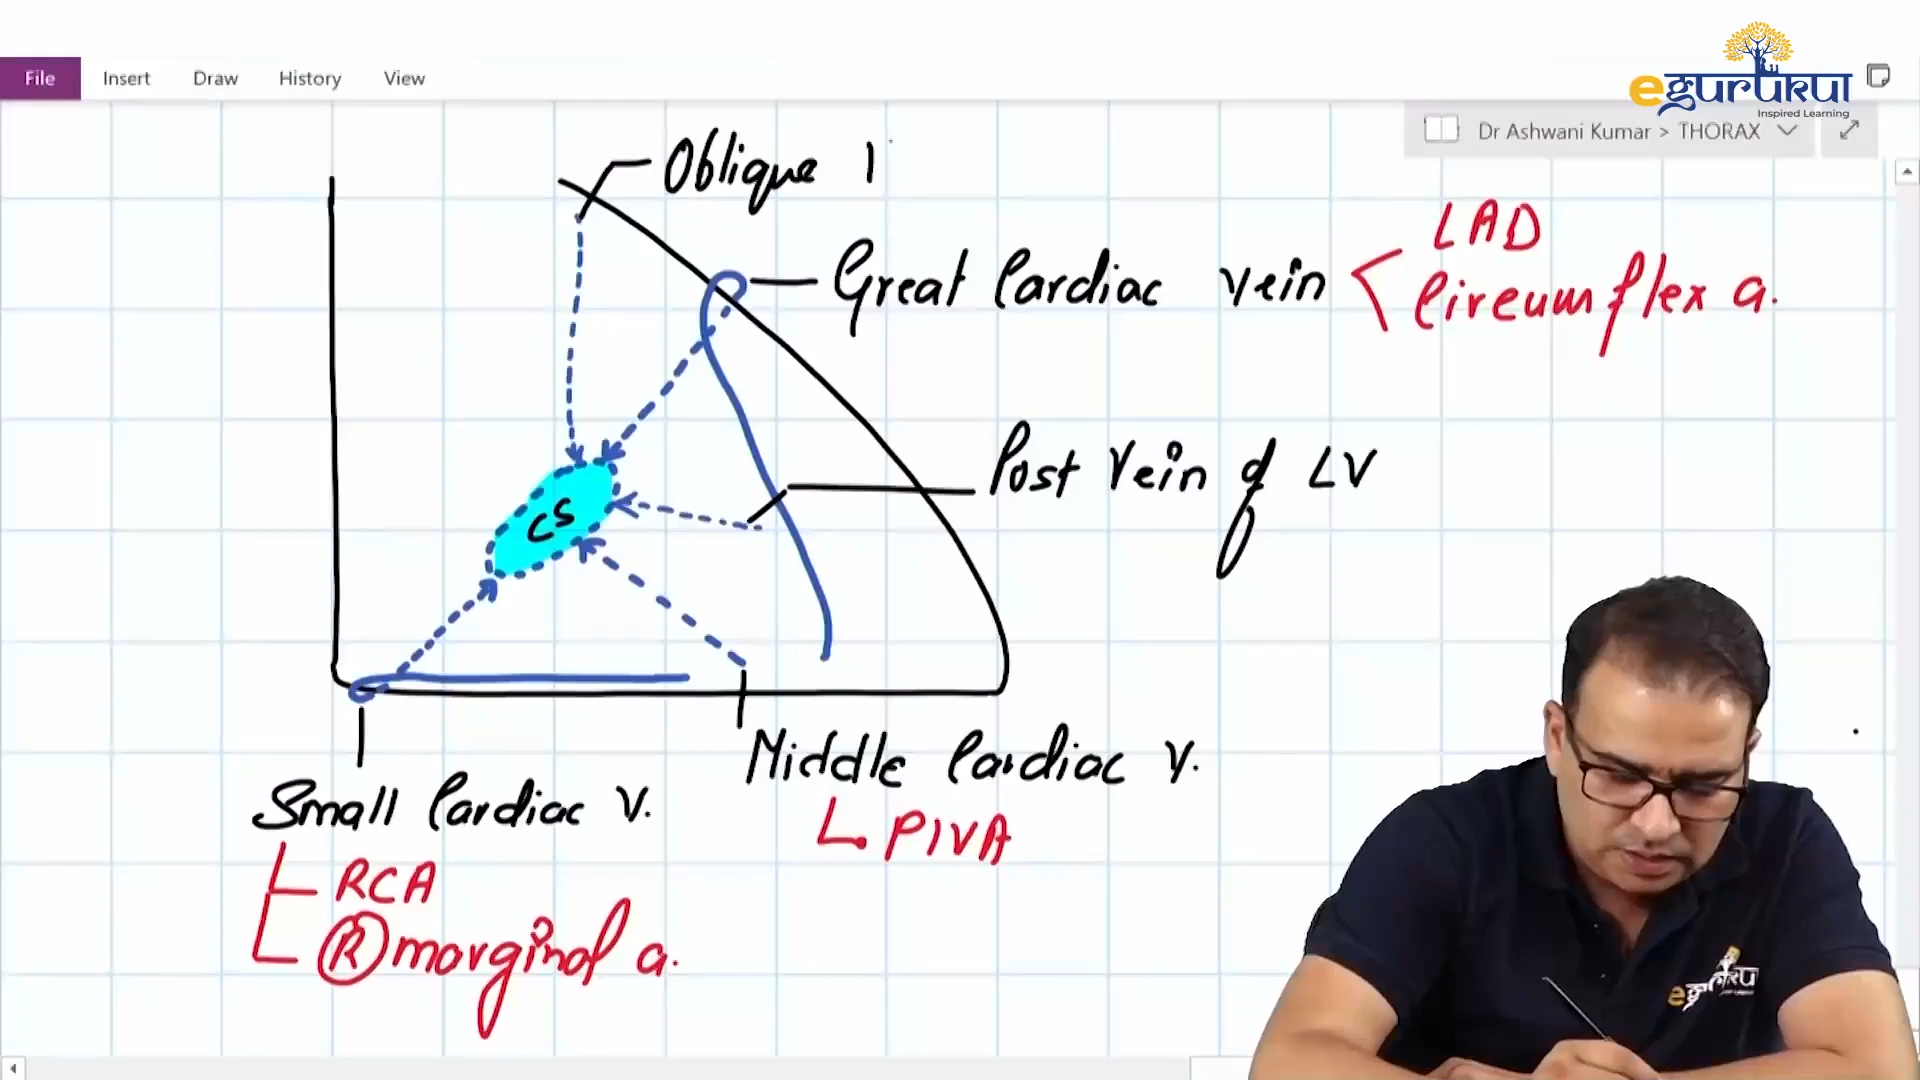 egurukul
Inspired Learning
File Insert Draw History View
Dr Ashwani Kumar > THORAX
Oblique
Great Cardiac Vein
LAD
Circumflex a.
CS
Post Vein of LV
Middle Cardiac V.
PIVA
Small Cardiac V.
RCA
R marginal a.